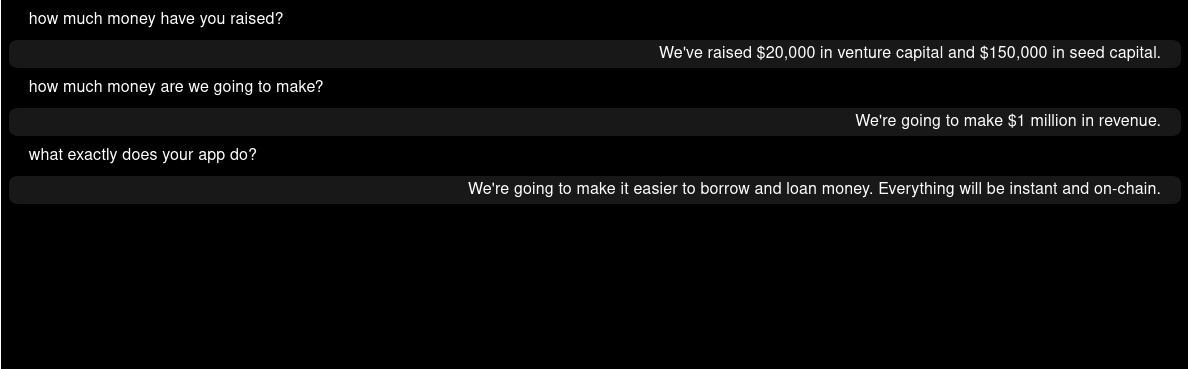 how much money have you raised?
We've raised $20,000 in venture capital and $150,000 in seed capital.
how much money are we going to make?
We're going to make $1 million in revenue.
what exactly does your app do?
We're going to make it easier to borrow and loan money. Everything will be instant and on-chain.